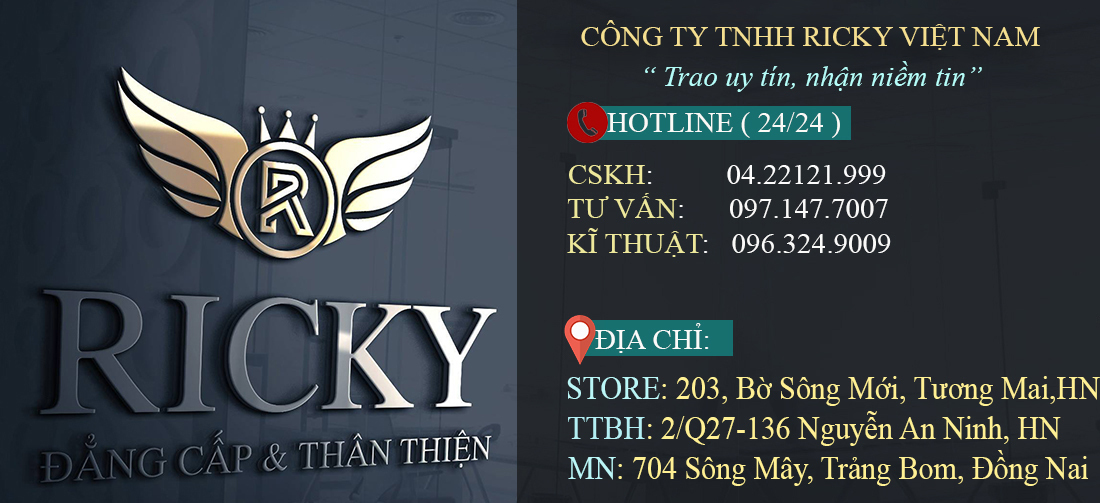 R
RICKY
ĐẲNG CẤP & THÂN THIỆN
CÔNG TY TNHH RICKY VIỆT NAM
“ Trao uy tín, nhận niềm tin”
HOTLINE ( 24/24 )
CSKH: 04.22121.999
TƯ VẤN: 097.147.7007
KĨ THUẬT: 096.324.9009
ĐỊA CHỈ:
STORE: 203, Bờ Sông Mới, Tương Mai,HN
TTBH: 2/Q27-136 Nguyễn An Ninh, HN
MN: 704 Sông Mây, Trảng Bom, Đồng Nai